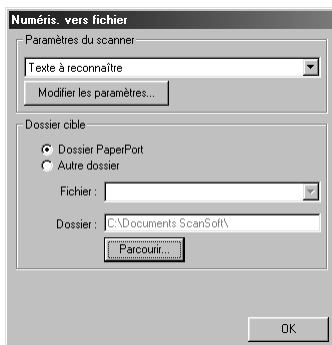 Numéris. vers fichier
Paramètres du scanner
Texte à reconnaître
Modifier les paramètres...
Dossier cible
Dossier PaperPort
Autre dossier
Fichier :
Dossier : C:\Documents ScanSoft\
Parcourir...
OK